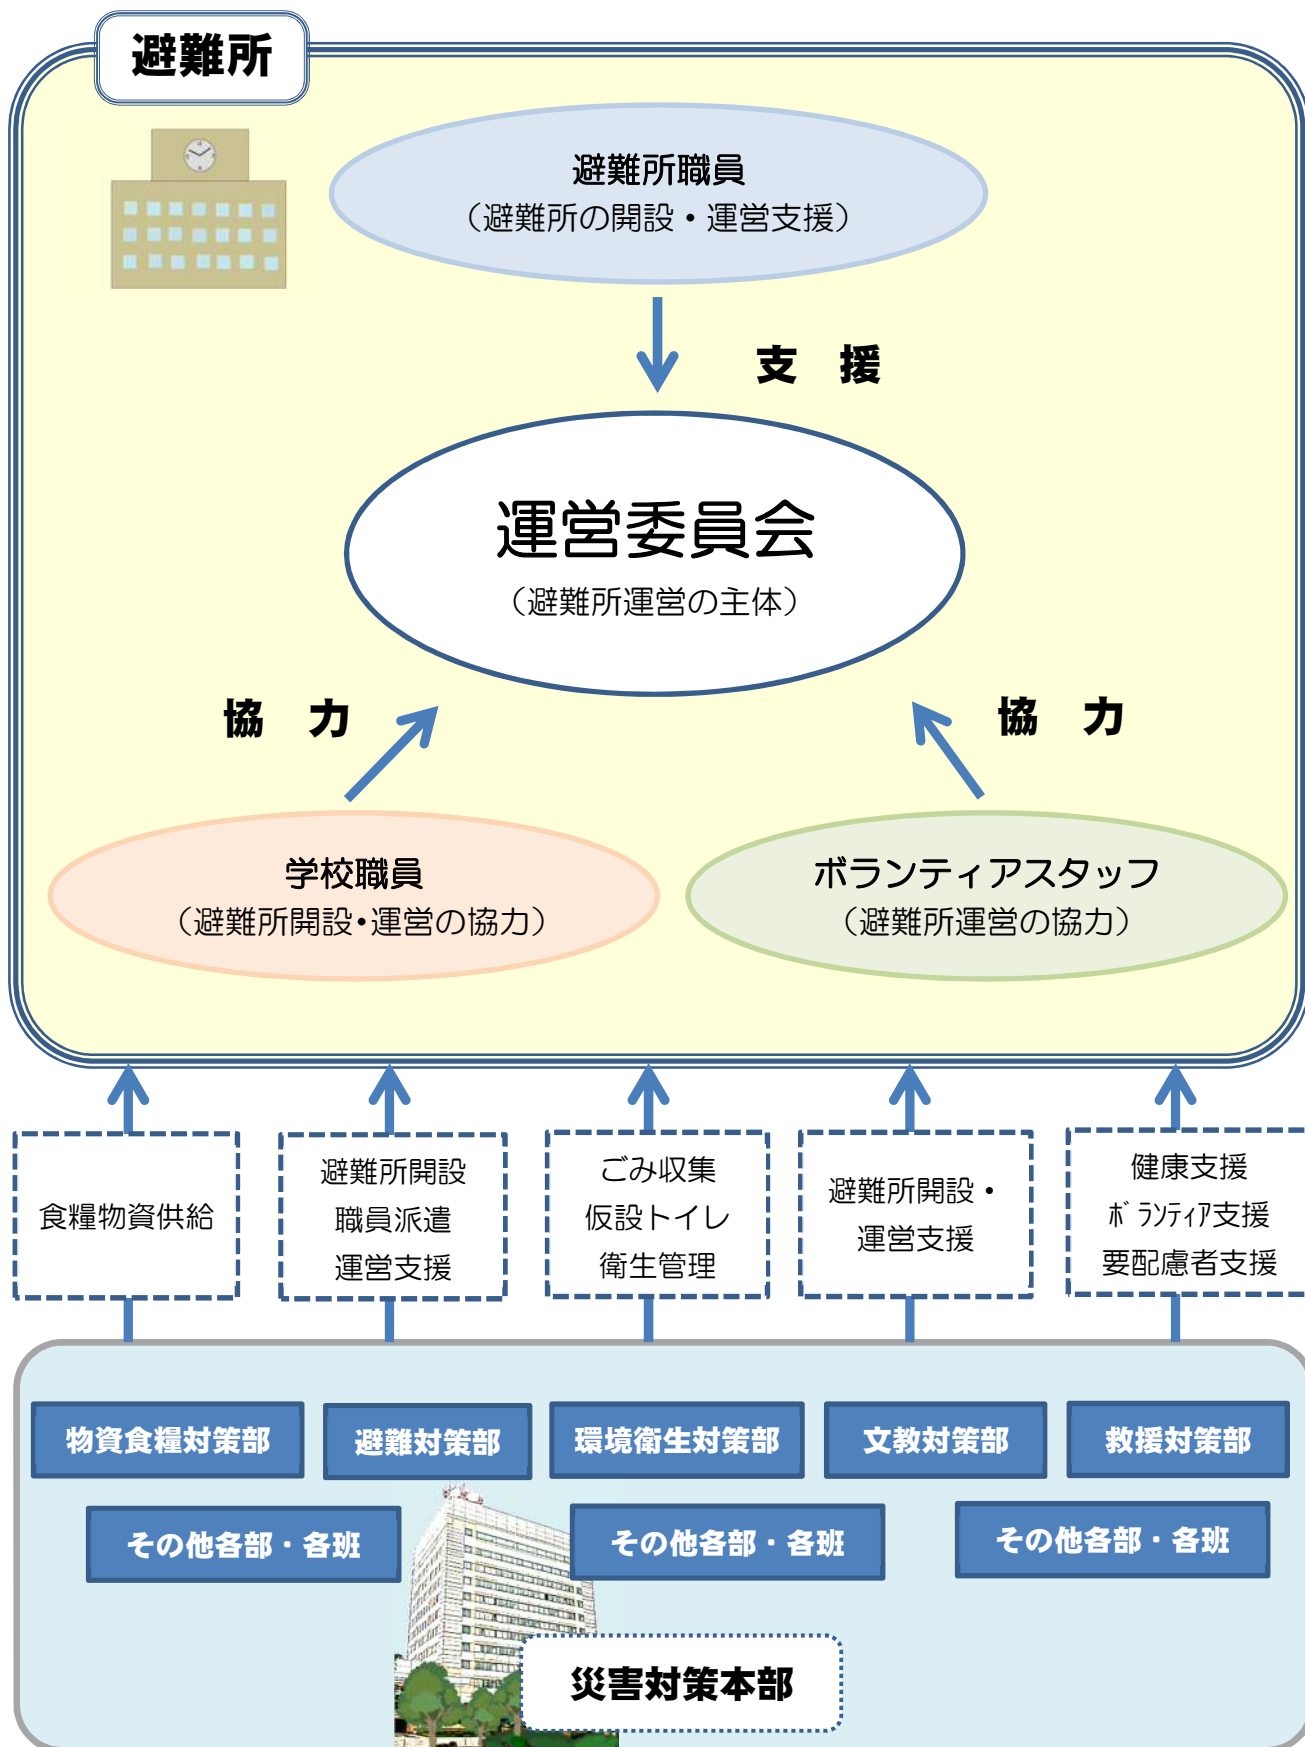 避難所
避難所職員
（避難所の開設・運営支援）
支　援
運営委員会
（避難所運営の主体）
協　力
協　力
学校職員
（避難所開設・運営の協力）
ボランティアスタッフ
（避難所運営の協力）
食糧物資供給
避難所開設
職員派遣
運営支援
ごみ収集
仮設トイレ
衛生管理
避難所開設・
運営支援
健康支援
ﾎﾞﾗﾝﾃｨｱ支援
要配慮者支援
物資食糧対策部
避難対策部
環境衛生対策部
文教対策部
救援対策部
その他各部・各班
その他各部・各班
その他各部・各班
災害対策本部